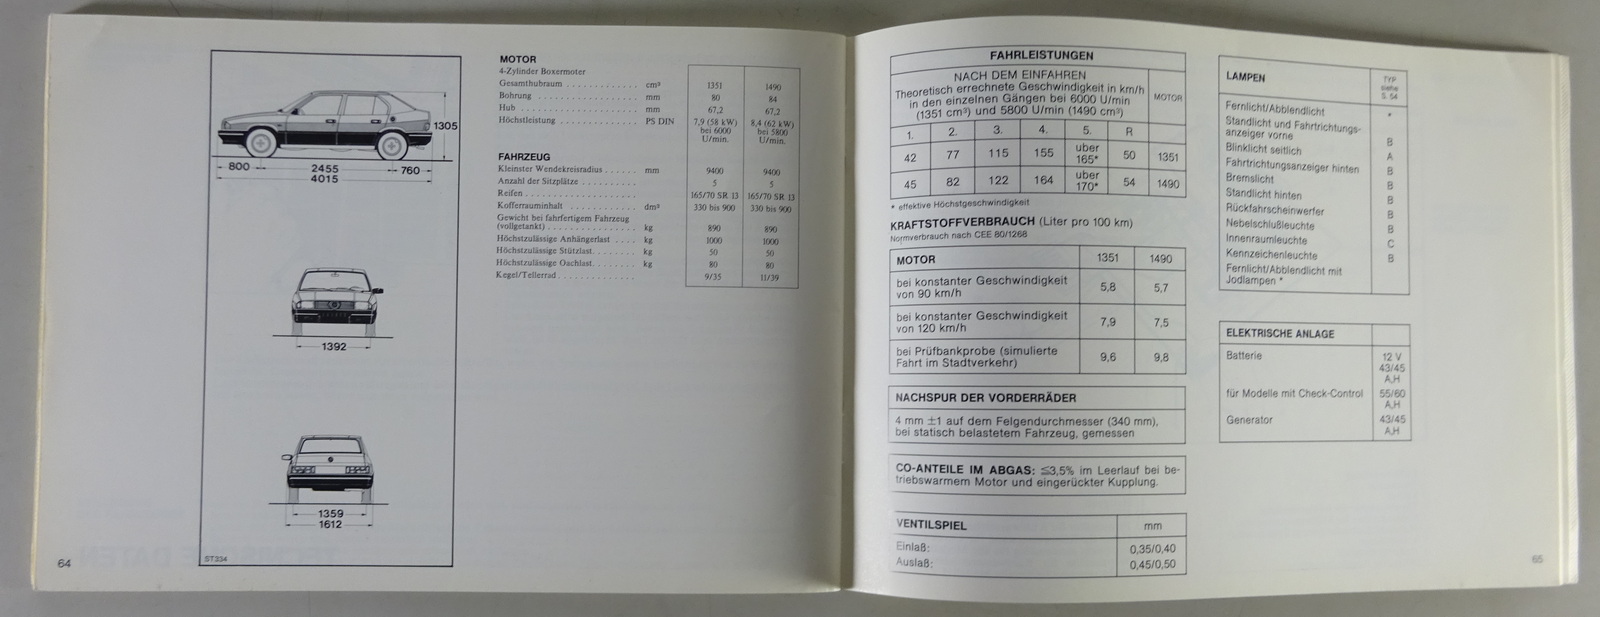 1305
800
2455
760
4015
1392
1359
1612
ST334
64
MOTOR
4-Zylinder Boxermotor
Gesamthubraum . . . . . . . . . . . . cm³ 1351 1490
Bohrung . . . . . . . . . . . . mm 80 84
Hub . . . . . . . . . . . . mm 67,2 67,2
Höchstleistung . . . . . . . . . . . . PS DIN 7,9 (58 kW) 8,4 (62 kW)
bei 6000 bei 5800
U/min. U/min.
FAHRZEUG
Kleinster Wendekreisradius . . . . . . mm 9400 9400
Anzahl der Sitzplätze . . . . . . . . . . 5 5
Reifen . . . . . . . . . . . . 165/70 SR 13 165/70 SR 13
Kofferrauminhalt . . . . . . . . . . . . dm³ 330 bis 900 330 bis 900
Gewicht bei fahrfertigem Fahrzeug
(vollgetankt) . . . . . . . . . . . . kg 890 890
Höchstzulässige Anhängerlast . . . . kg 1000 1000
Höchstzulässige Stützlast. . . . . . . . kg 50 50
Höchstzulässige Dachlast. . . . . . . . kg 80 80
Kegel/Tellerrad . . . . . . . . . . . . 9/35 11/39
FAHRLEISTUNGEN
NACH DEM EINFAHREN
Theoretisch errechnete Geschwindigkeit in km/h
in den einzelnen Gängen bei 6000 U/min
(1351 cm³) und 5800 U/min (1490 cm³)
MOTOR
1. 2. 3. 4. 5. R
42 77 115 155 uber 165* 50 1351
45 82 122 164 uber 170* 54 1490
* effektive Höchstgeschwindigkeit
KRAFTSTOFFVERBRAUCH (Liter pro 100 km)
Normverbrauch nach CEE 80/1268
MOTOR 1351 1490
bei konstanter Geschwindigkeit
von 90 km/h 5,8 5,7
bei konstanter Geschwindigkeit
von 120 km/h 7,9 7,5
bei Prüfbankprobe (simulierte
Fahrt im Stadtverkehr) 9,6 9,8
NACHSPUR DER VORDERRÄDER
4 mm ±1 auf dem Felgendurchmesser (340 mm),
bei statisch belastetem Fahrzeug, gemessen
CO-ANTEILE IM ABGAS: ≦3,5% im Leerlauf bei be-
triebswarmem Motor und eingerückter Kupplung.
VENTILSPIEL mm
Einlaß: 0,35/0,40
Auslaß: 0,45/0,50
LAMPEN TYP
siehe
S. 54
Fernlicht/Abblendlicht *
Standlicht und Fahrtrichtungs-
anzeiger vorne B
Blinklicht seitlich A
Fahrtrichtungsanzeiger hinten B
Bremslicht B
Standlicht hinten B
Rückfahrscheinwerfer B
Nebelschlußleuchte B
Innenraumleuchte C
Kennzeichenleuchte B
Fernlicht/Abblendlicht mit
Jodlampen *
ELEKTRISCHE ANLAGE
Batterie 12 V
43/45
A.H
für Modelle mit Check-Control 55/60
A.H
Generator 43/45
A.H
65